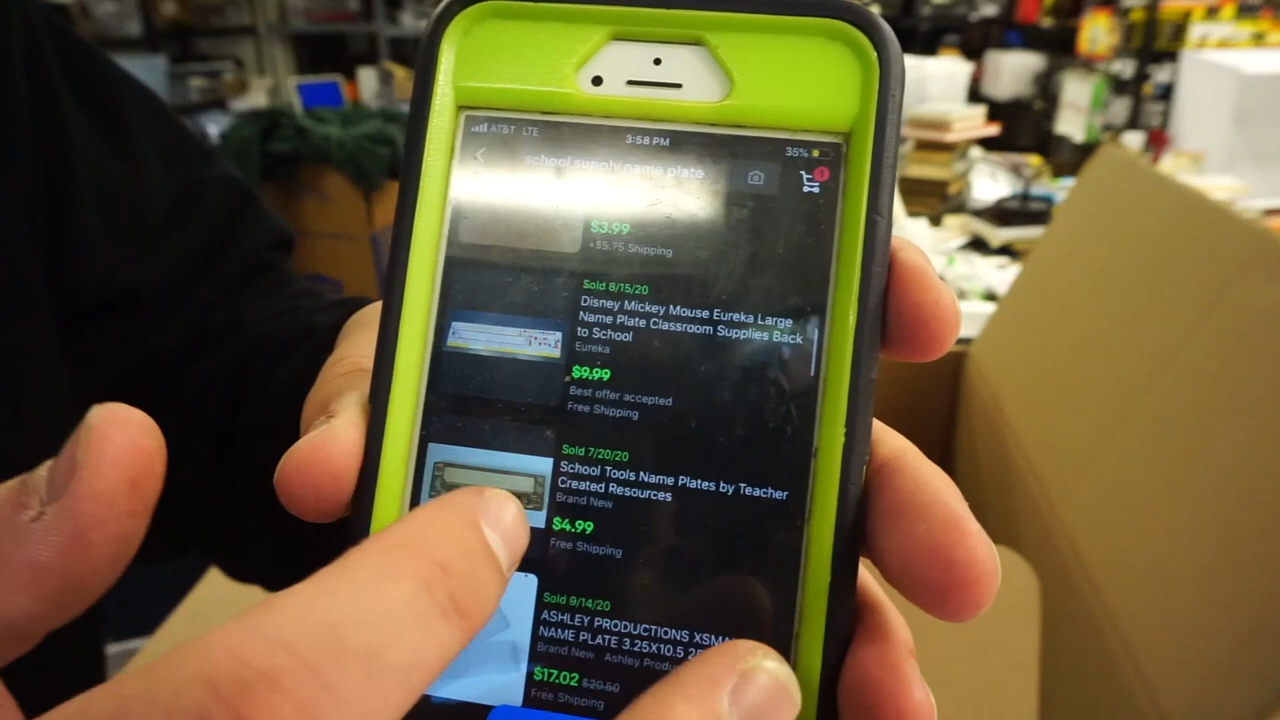 AT&T LTE
3:58 PM
35%
school supply name plate
1
$3.99
+$5.75 Shipping
Sold 8/15/20
Disney Mickey Mouse Eureka Large
Name Plate Classroom Supplies Back
to School
Eureka
$9.99
Best offer accepted
Free Shipping
Sold 7/20/20
School Tools Name Plates by Teacher
Created Resources
Brand New
$4.99
Free Shipping
Sold 9/14/20
ASHLEY PRODUCTIONS
NAME PLATE 3.25X10.5
Brand New Ashley
$17.02 $20.50
Free Shipping